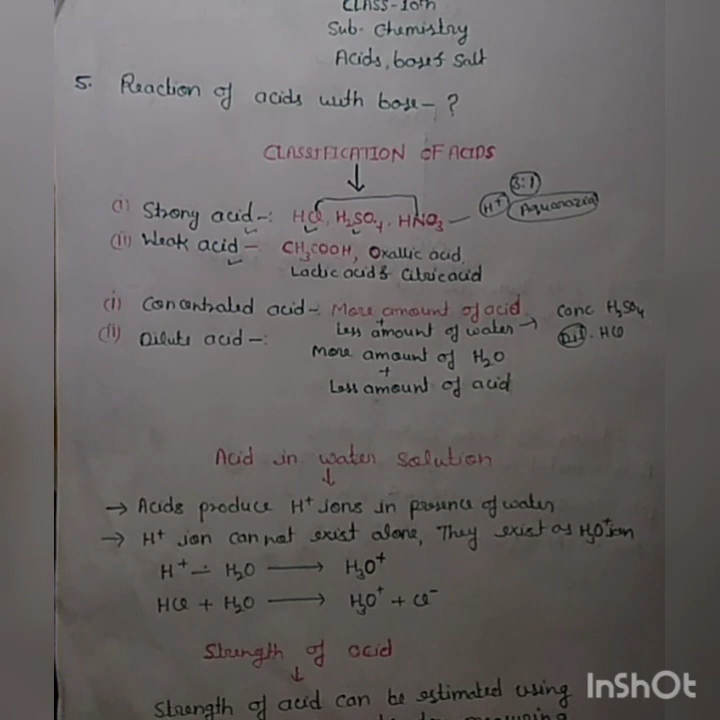 CLASS-10th
Sub- Chemistry
Acids, bases Salt
5. Reaction of acids with base- ?
CLASSIFICATION OF ACIDS
(i) Strong acid -: HCl, H₂SO₄, HNO₃ — H⁺ 3:1 Aquarazia
(ii) Weak acid - CH₃COOH, Oxallic acid,
Lactic acid & Citric acid
(i) Concentrated acid -: More amount of acid
+
Less amount of water → Conc H₂SO₄
(ii) Dilute acid -: More amount of H₂O Dil. HCl
+
Less amount of acid
Acid in water solution
↓
→ Acids produce H⁺ ions in presence of water
→ H⁺ ion can not exist alone, They exist as H₃O⁺ ion
H⁺ - H₂O → H₃O⁺
HCl + H₂O → H₃O⁺ + Cl⁻
Strength of acid
↓
Strength of acid can be estimated using
InShOt